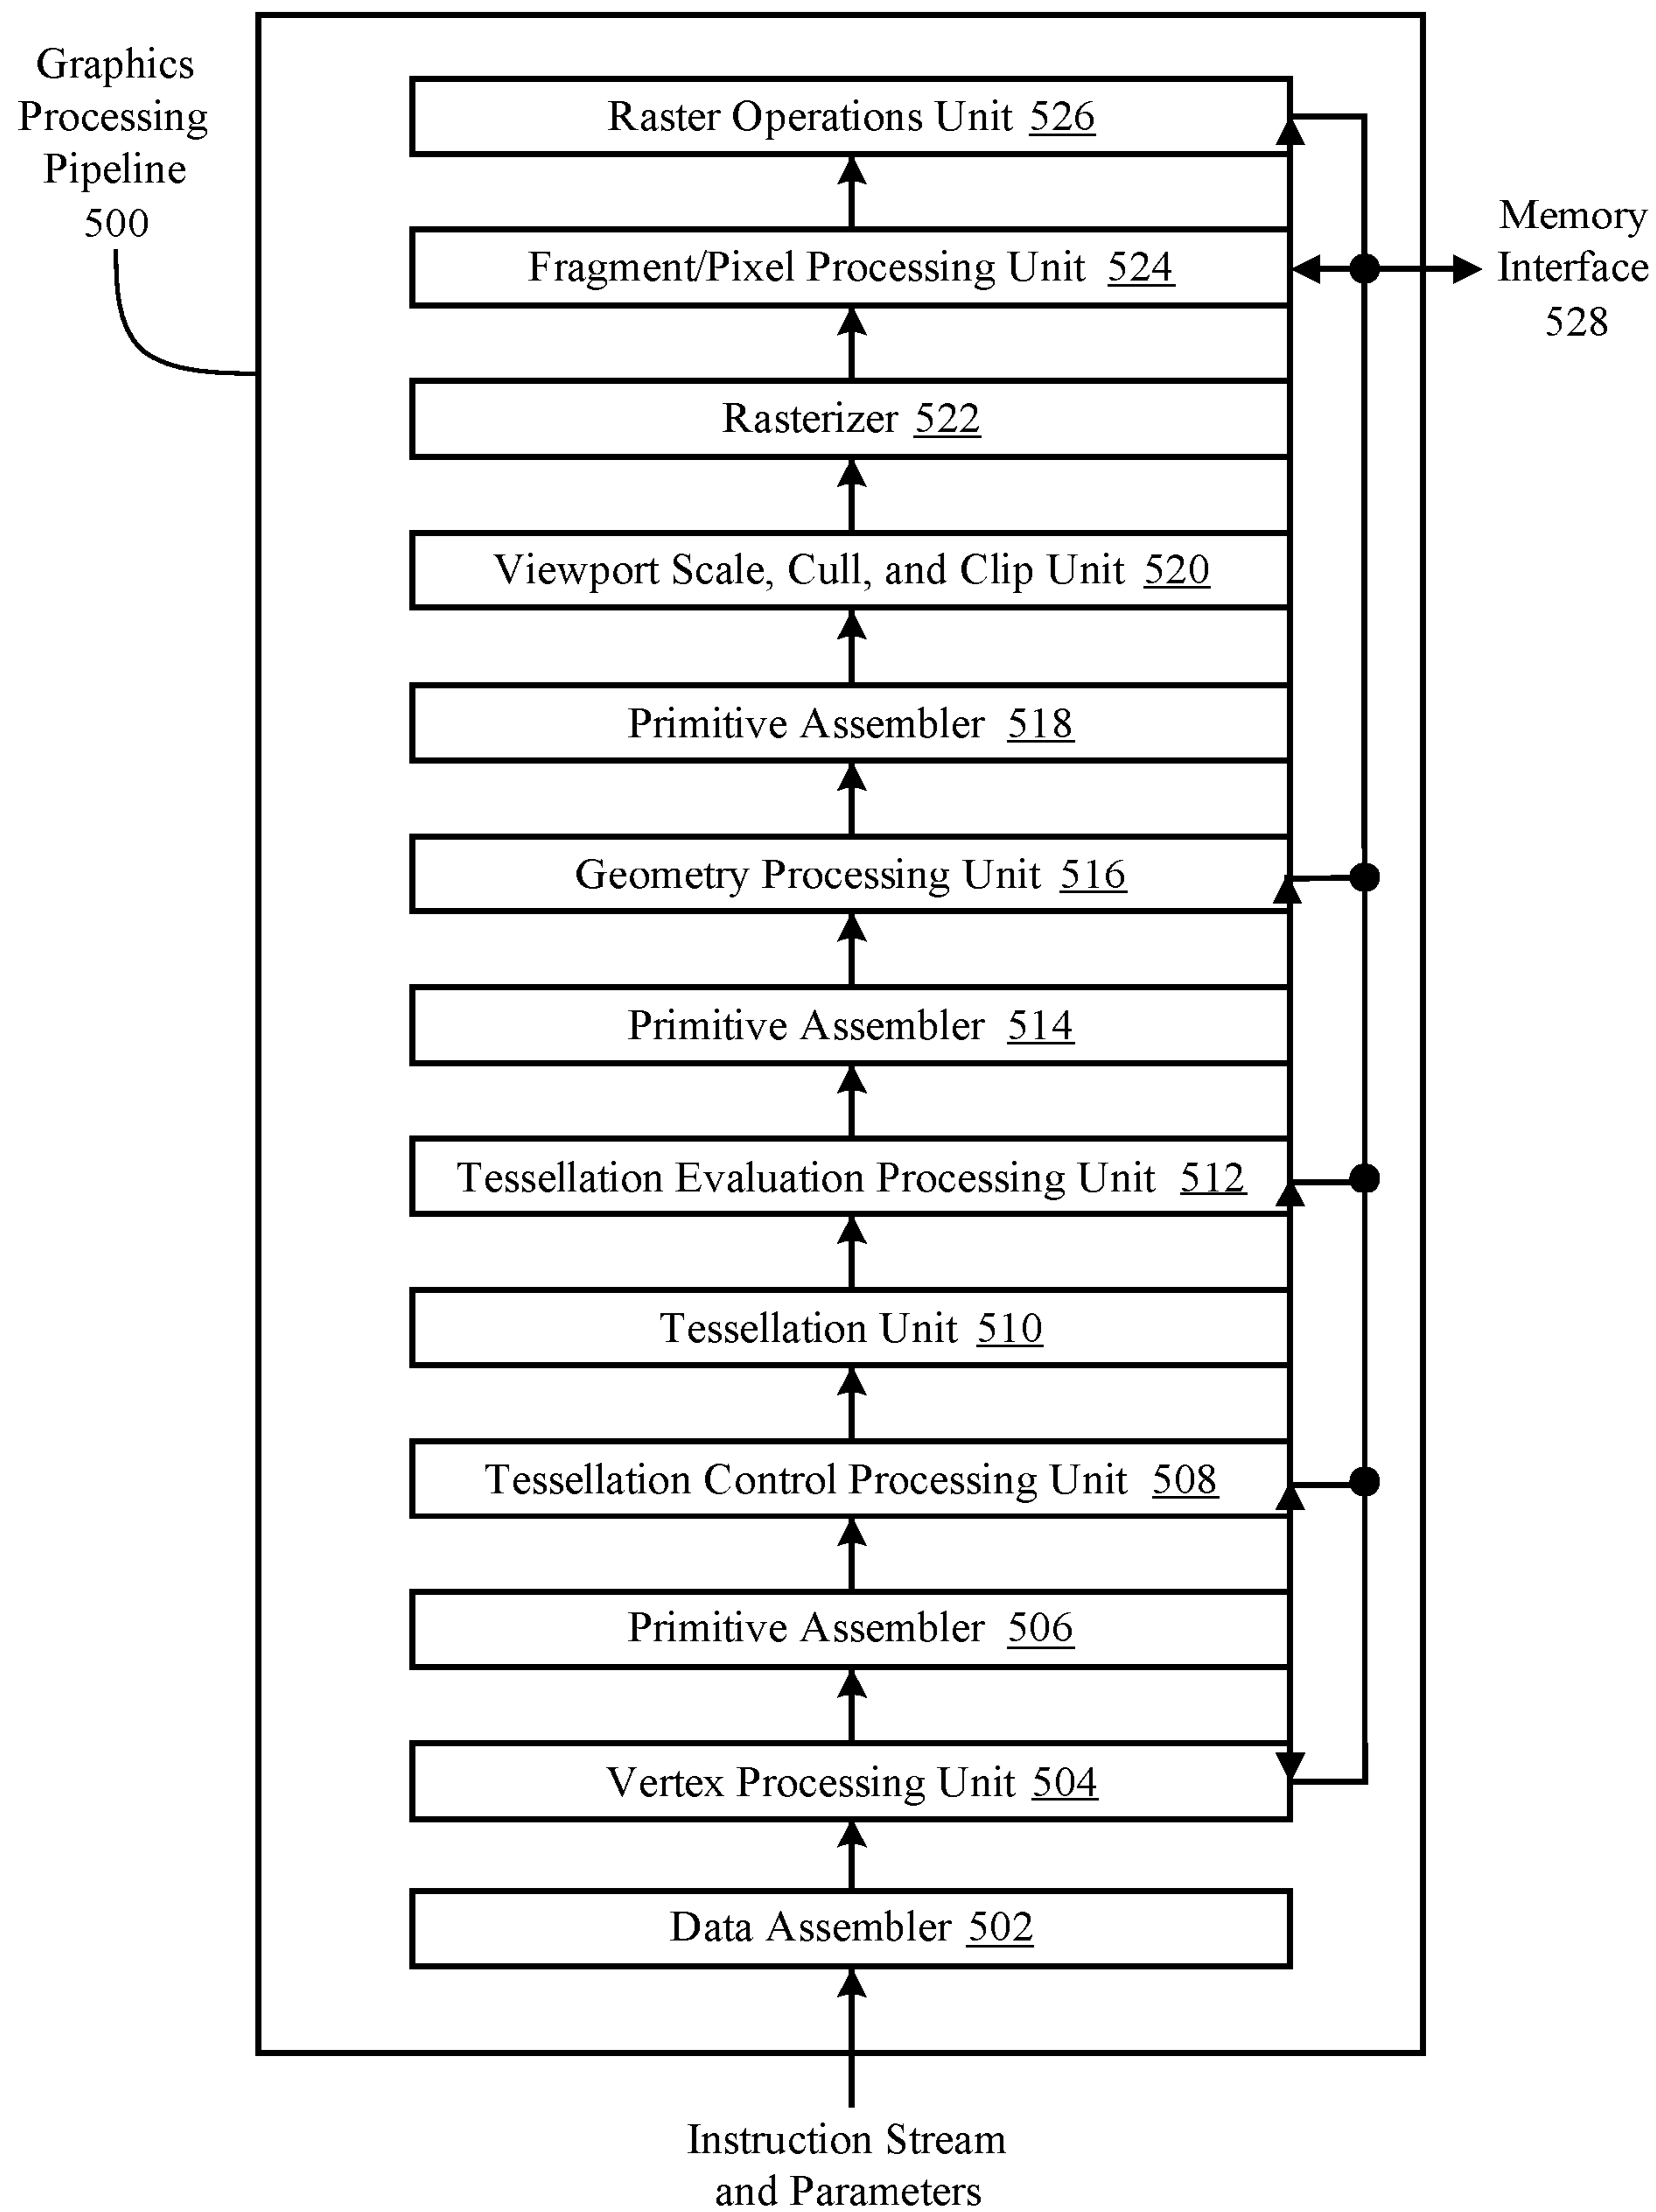 Graphics
Processing
Pipeline
500
Raster Operations Unit 526
Fragment/Pixel Processing Unit 524
Memory
Interface
528
Rasterizer 522
Viewport Scale, Cull, and Clip Unit 520
Primitive Assembler 518
Geometry Processing Unit 516
Primitive Assembler 514
Tessellation Evaluation Processing Unit 512
Tessellation Unit 510
Tessellation Control Processing Unit 508
Primitive Assembler 506
Vertex Processing Unit 504
Data Assembler 502
Instruction Stream
and Parameters